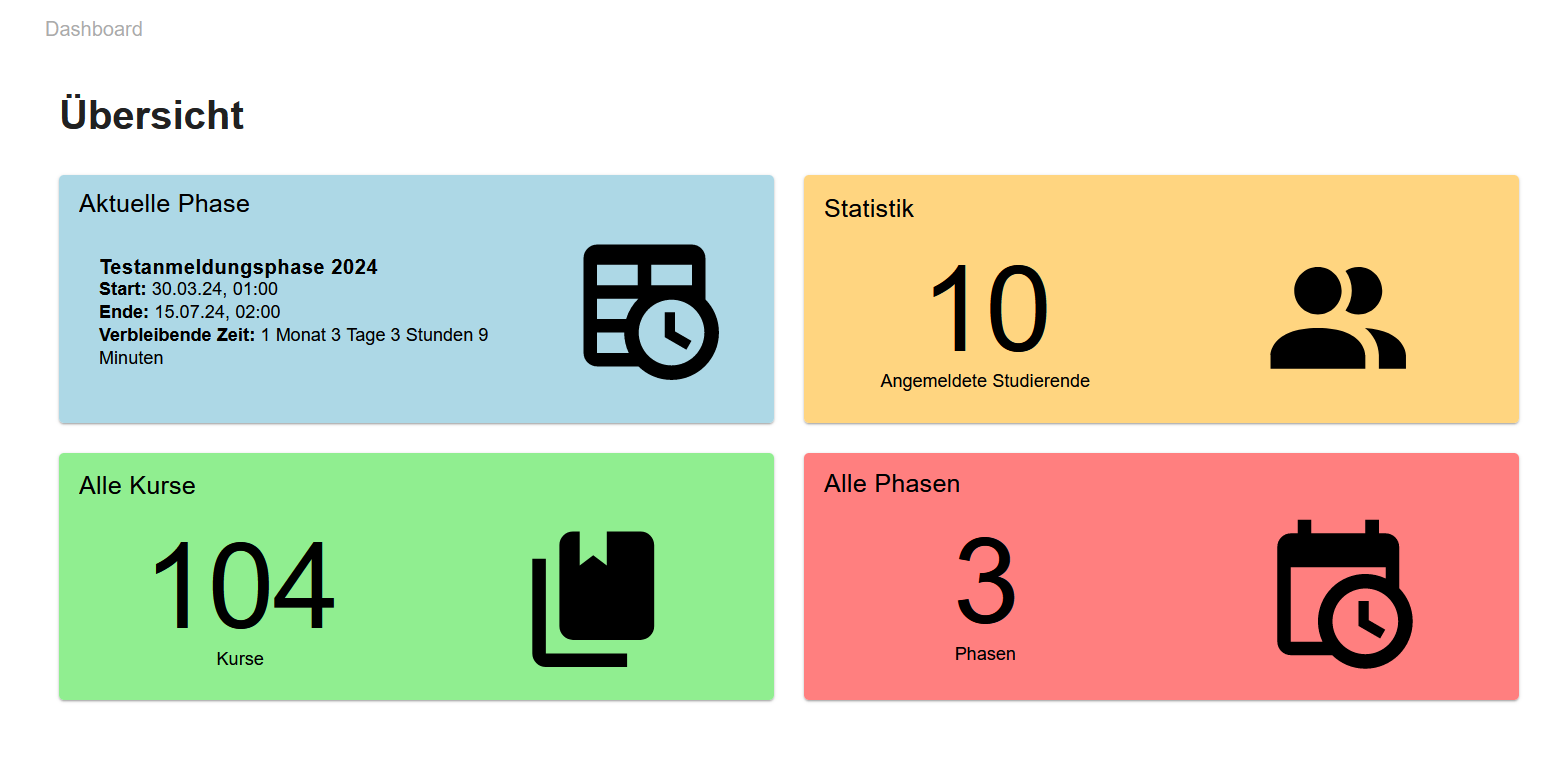 Dashboard
Übersicht
Aktuelle Phase
Testanmeldungsphase 2024
Start: 30.03.24, 01:00
Ende: 15.07.24, 02:00
Verbleibende Zeit: 1 Monat 3 Tage 3 Stunden 9
Minuten
Statistik
10
Angemeldete Studierende
Alle Kurse
104
Kurse
Alle Phasen
3
Phasen